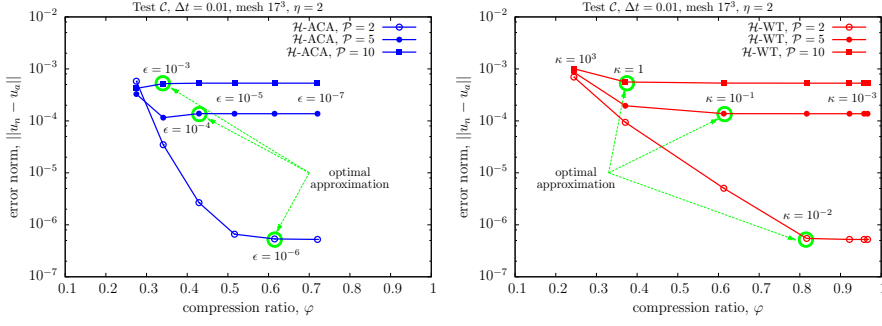 Test 𝒞, Δt = 0.01, mesh 17³, η = 2
error norm, ||uₙ − uₐ||
10⁻²
10⁻³
10⁻⁴
10⁻⁵
10⁻⁶
10⁻⁷
ℋ-ACA, 𝒫 = 2
ℋ-ACA, 𝒫 = 5
ℋ-ACA, 𝒫 = 10
ϵ = 10⁻³
ϵ = 10⁻⁵
ϵ = 10⁻⁷
ϵ = 10⁻⁴
optimal
approximation
ϵ = 10⁻⁶
0.1 0.2 0.3 0.4 0.5 0.6 0.7 0.8 0.9 1
compression ratio, φ
Test 𝒞, Δt = 0.01, mesh 17³, η = 2
error norm, ||uₙ − uₐ||
10⁻²
10⁻³
10⁻⁴
10⁻⁵
10⁻⁶
10⁻⁷
ℋ-WT, 𝒫 = 2
ℋ-WT, 𝒫 = 5
ℋ-WT, 𝒫 = 10
κ = 10³
κ = 1
κ = 10⁻¹
κ = 10⁻³
optimal
approximation
κ = 10⁻²
0.1 0.2 0.3 0.4 0.5 0.6 0.7 0.8 0.9 1
compression ratio, φ